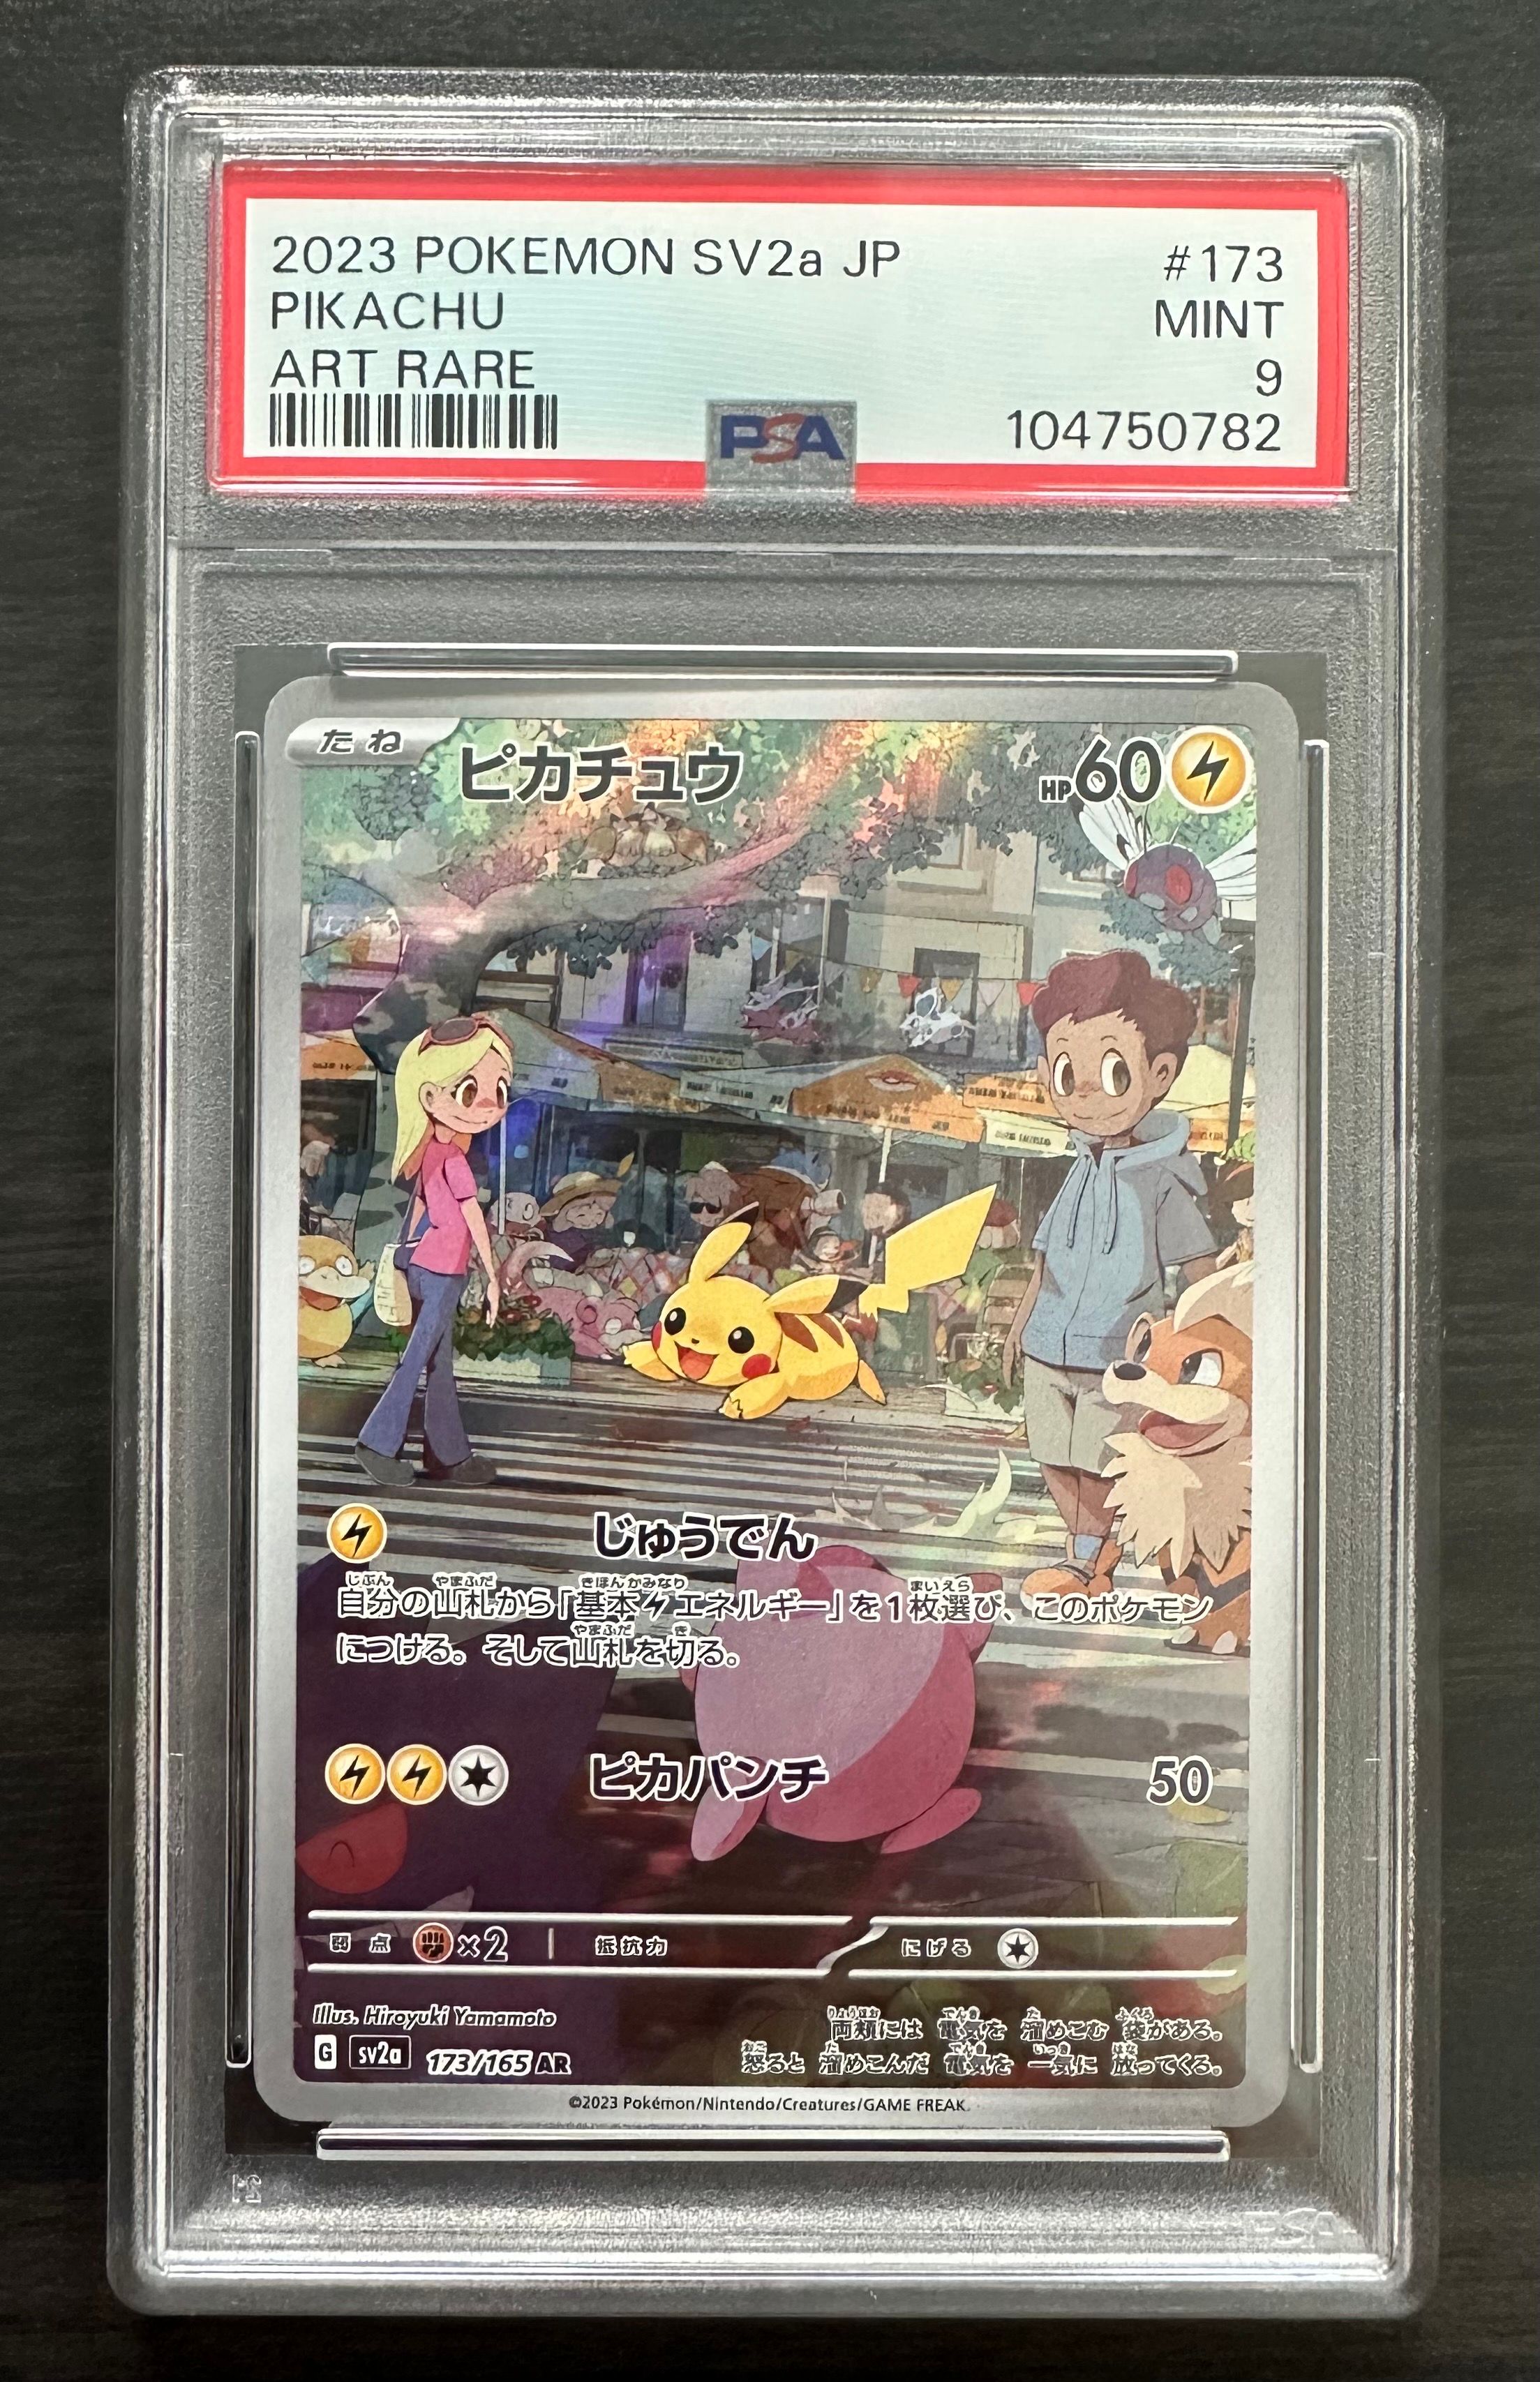 2023 POKEMON SV2a JP #173
PIKACHU MINT
ART RARE 9
PSA 104750782
たね ピカチュウ HP60
じゅうでん
自分の山札から「基本エネルギー」を1枚選び、このポケモン
につける。そして山札を切る。
ピカパンチ 50
弱点 ×2 抵抗力 にげる
Illus. Hiroyuki Yamamoto
両頬には 電気を 溜めこむ 袋がある。
怒ると 溜めこんだ 電気を 一気に 放ってくる。
G sv2a 173/165 AR
©2023 Pokémon/Nintendo/Creatures/GAME FREAK.